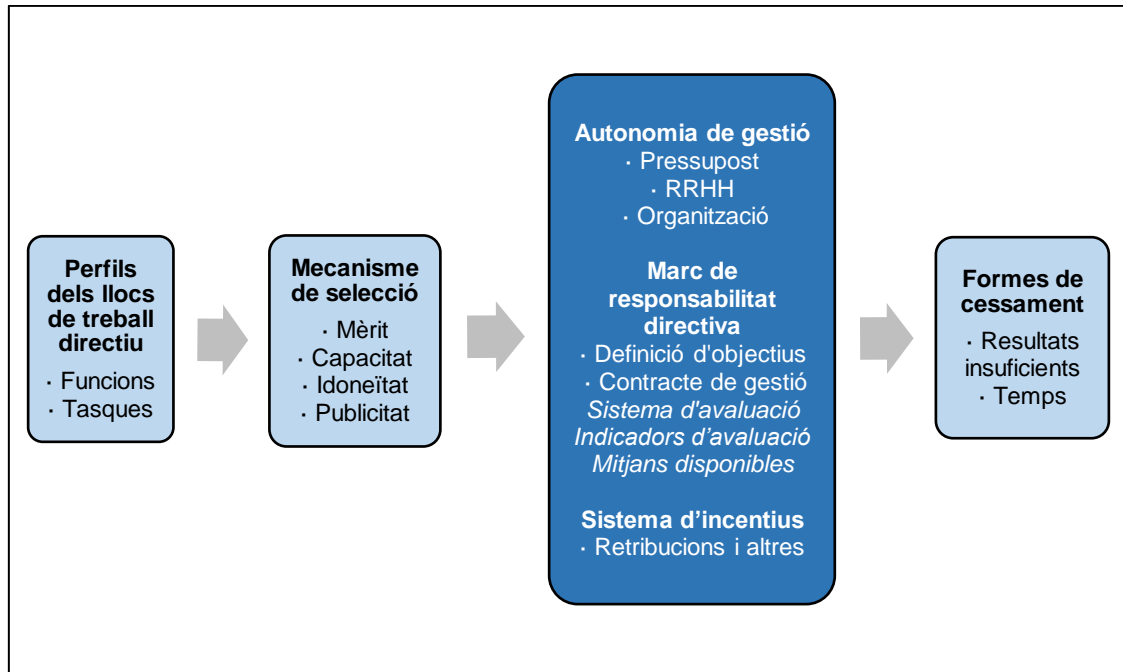 Perfils
dels llocs
de treball
directiu
· Funcions
· Tasques
Mecanisme
de selecció
· Mèrit
· Capacitat
· Idoneïtat
· Publicitat
Autonomia de gestió
· Pressupost
· RRHH
· Organització
Marc de
responsabilitat
directiva
· Definició d'objectius
· Contracte de gestió
Sistema d'avaluació
Indicadors d’avaluació
Mitjans disponibles
Sistema d’incentius
· Retribucions i altres
Formes de
cessament
· Resultats
insuficients
· Temps